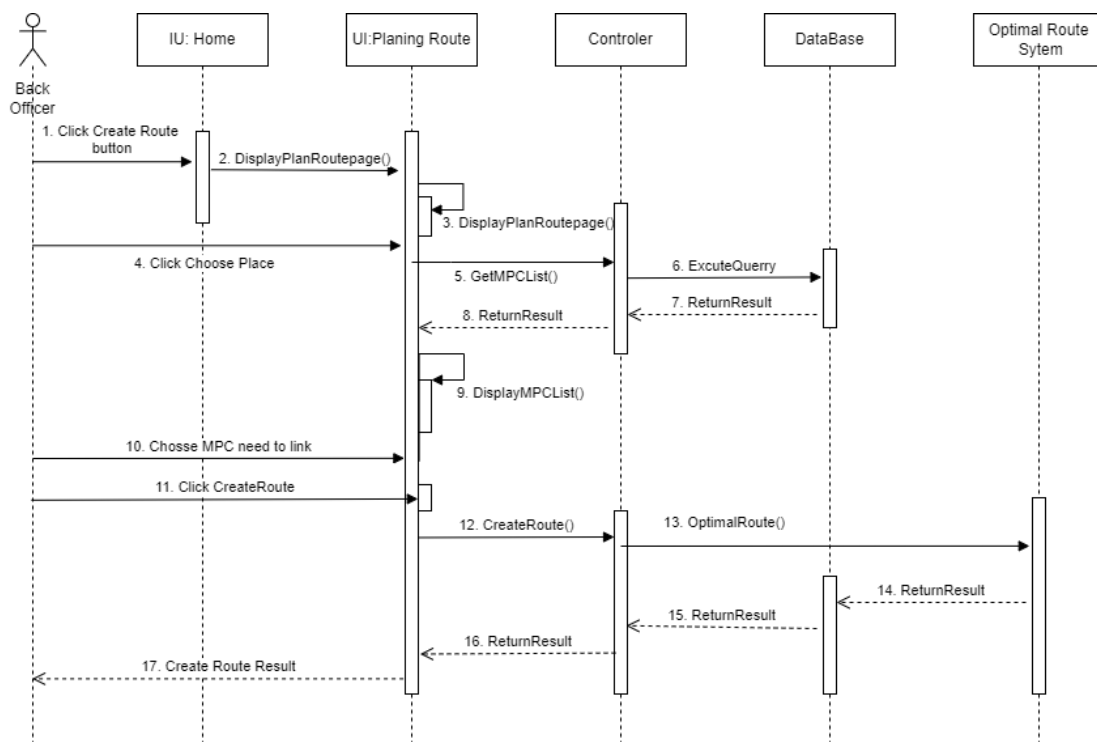 IU: Home
UI:Planing Route
Controler
DataBase
Optimal Route
Sytem
Back
Officer
1. Click Create Route
button
2. DisplayPlanRoutepage()
3. DisplayPlanRoutepage()
4. Click Choose Place
5. GetMPCList()
6. ExcuteQuerry
7. ReturnResult
8. ReturnResult
9. DisplayMPCList()
10. Chosse MPC need to link
11. Click CreateRoute
12. CreateRoute()
13. OptimalRoute()
14. ReturnResult
15. ReturnResult
16. ReturnResult
17. Create Route Result